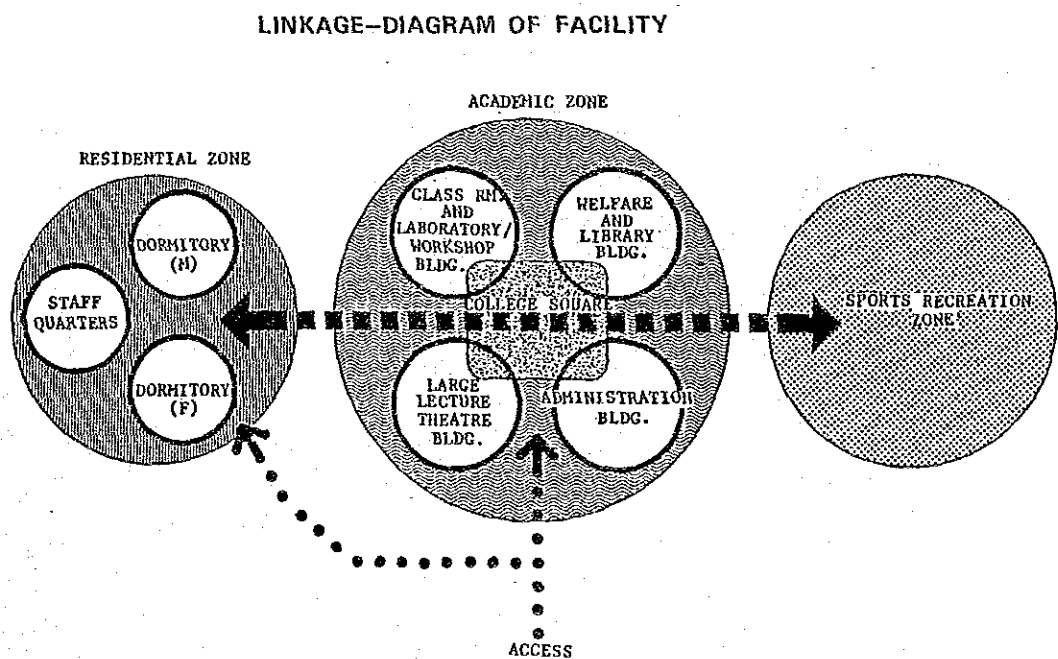 LINKAGE-DIAGRAM OF FACILITY
ACADEMIC ZONE
RESIDENTIAL ZONE
CLASS RMS
AND
LABORATORY/
WORKSHOP
BLDG.
WELFARE
AND
LIBRARY
BLDG.
DORMITORY
(M)
STAFF
QUARTERS
COLLEGE SQUARE
SPORTS RECREATION
ZONE
DORMITORY
(F)
LARGE
LECTURE
THEATRE
BLDG.
ADMINISTRATION
BLDG.
ACCESS